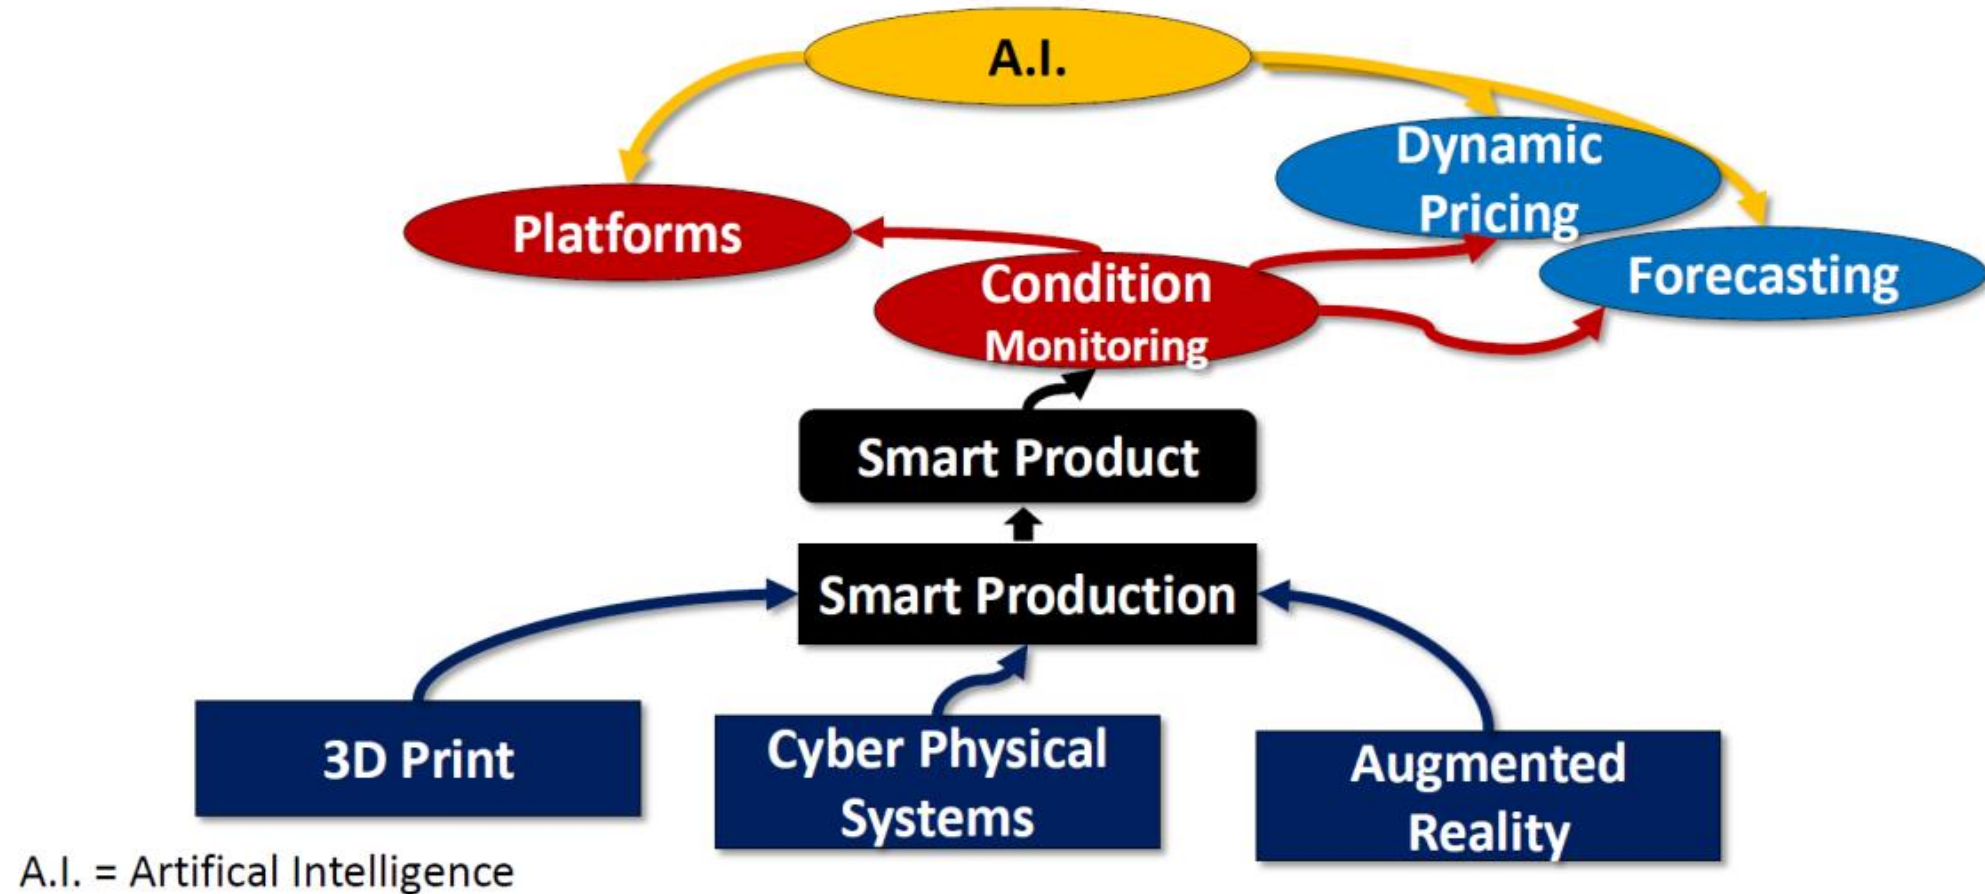 A.I.
Dynamic
Pricing
Platforms
Forecasting
Condition
Monitoring
Smart Product
Smart Production
3D Print
Cyber Physical
Systems
Augmented
Reality
A.I. = Artifical Intelligence